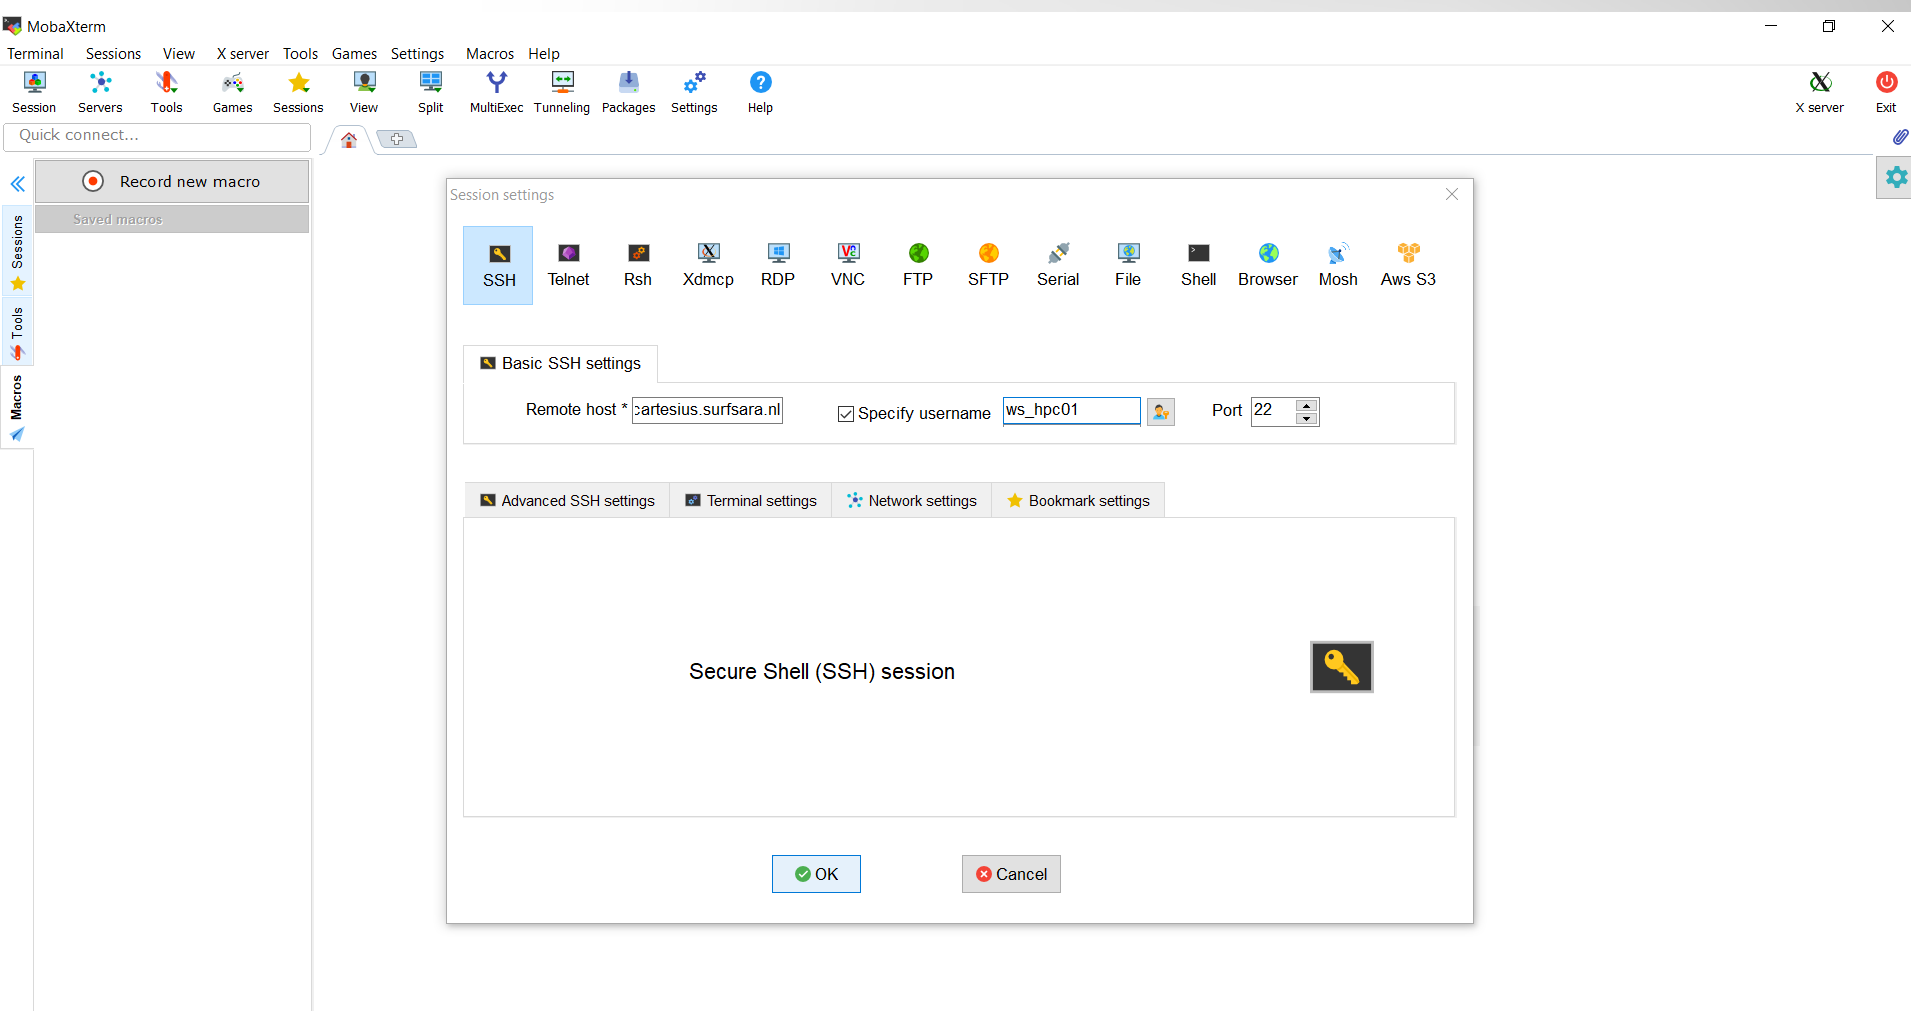 MobaXterm
Terminal Sessions View X server Tools Games Settings Macros Help
Session Servers Tools Games Sessions View Split MultiExec Tunneling Packages Settings Help X server Exit
Quick connect...
Record new macro
Saved macros
Sessions
Tools
Macros
Session settings
SSH Telnet Rsh Xdmcp RDP VNC FTP SFTP Serial File Shell Browser Mosh Aws S3
Basic SSH settings
Remote host * cartesius.surfsara.nl Specify username ws_hpc01 Port 22
Advanced SSH settings Terminal settings Network settings Bookmark settings
Secure Shell (SSH) session
OK Cancel